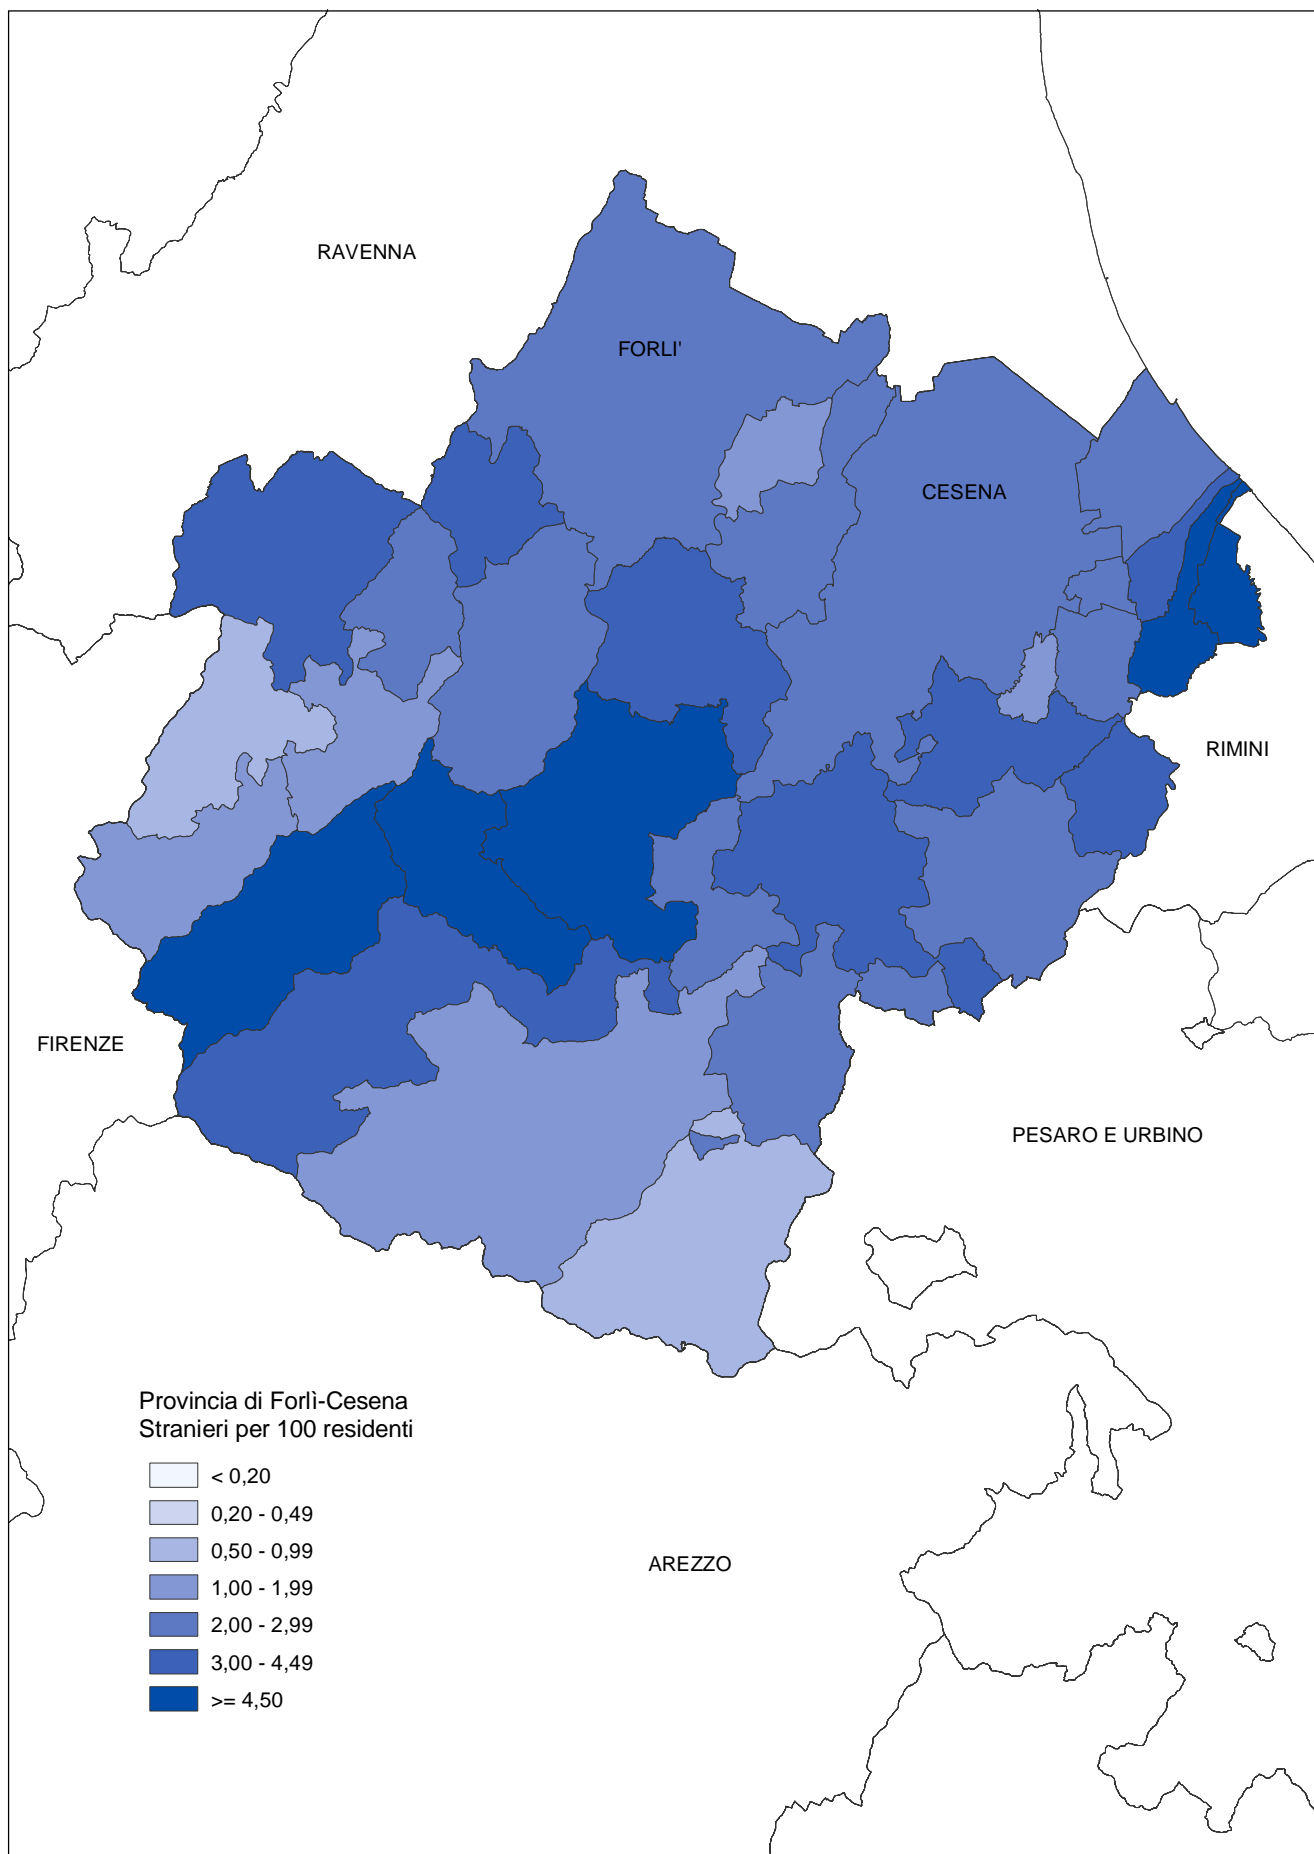 RAVENNA
FORLI'
CESENA
RIMINI
FIRENZE
PESARO E URBINO
Provincia di Forlì-Cesena
Stranieri per 100 residenti
< 0,20
0,20 - 0,49
0,50 - 0,99
1,00 - 1,99
2,00 - 2,99
3,00 - 4,49
>= 4,50
AREZZO